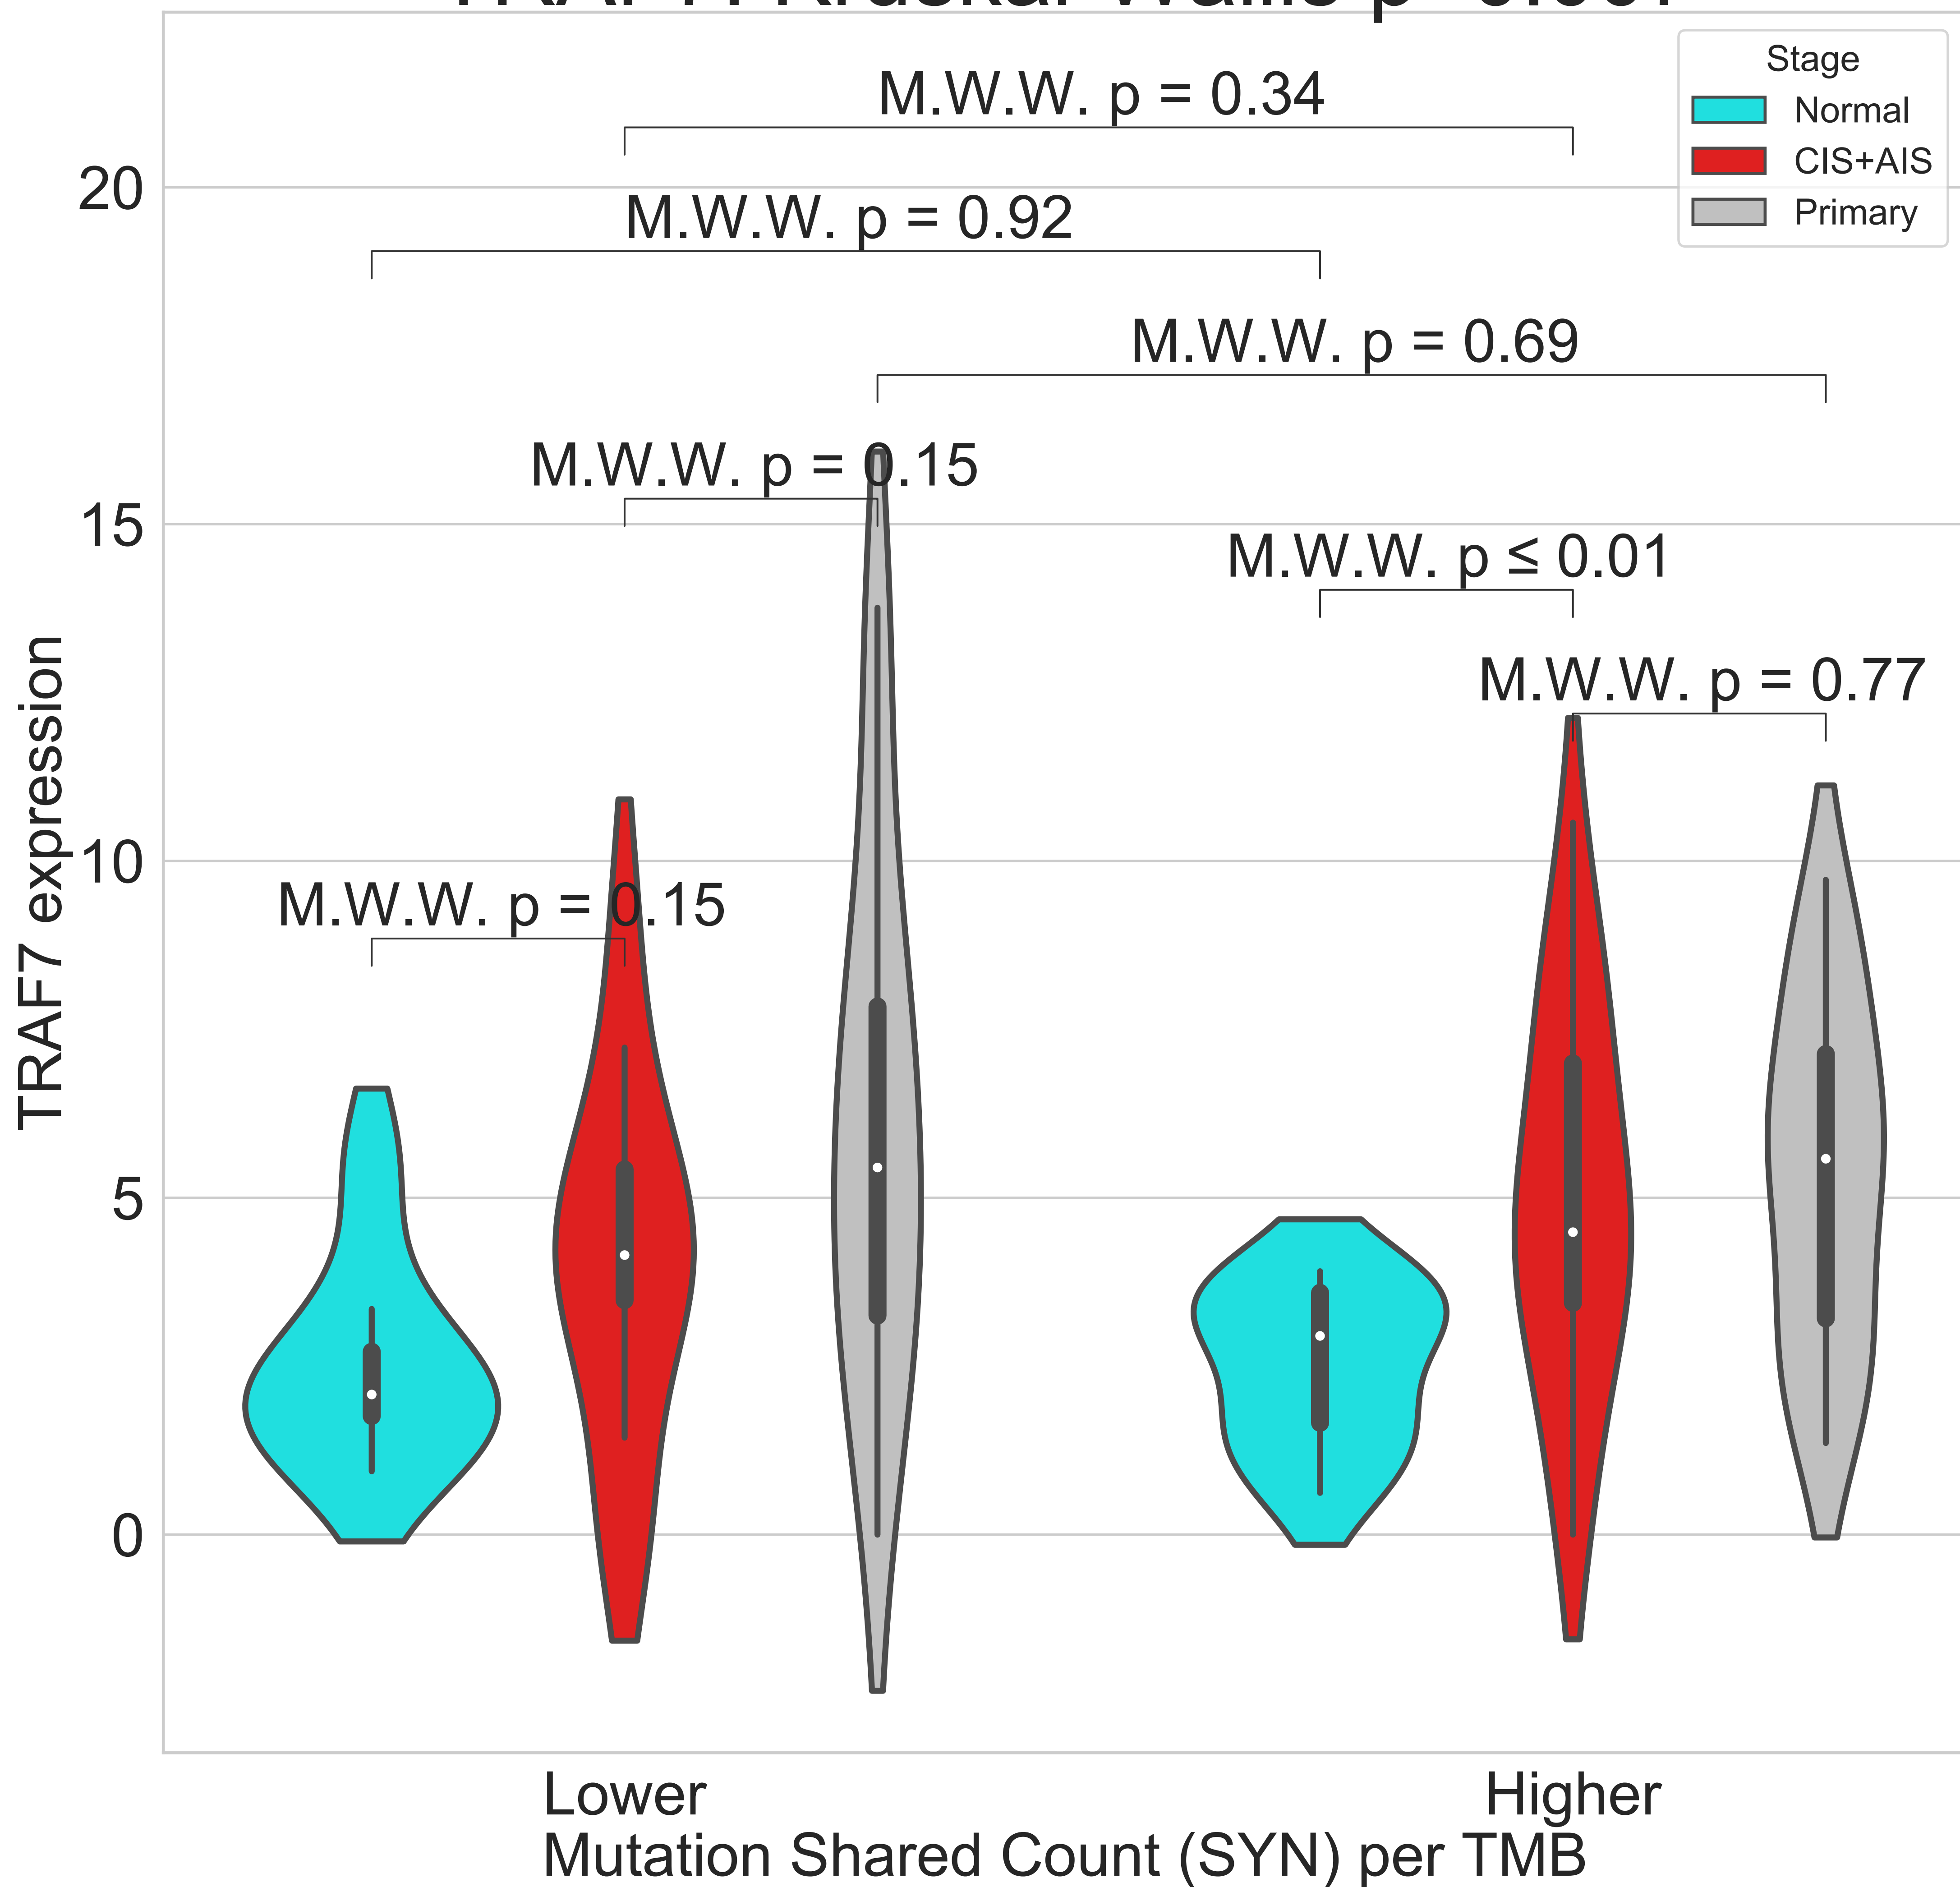 Stage
Normal
CIS+AIS
Primary
M.W.W. p = 0.34
20
M.W.W. p = 0.92
M.W.W. p = 0.69
M.W.W. p = 0.15
15
M.W.W. p ≤ 0.01
M.W.W. p = 0.77
10
M.W.W. p = 0.15
TRAF7 expression
5
0
Lower
Higher
Mutation Shared Count (SYN) per TMB